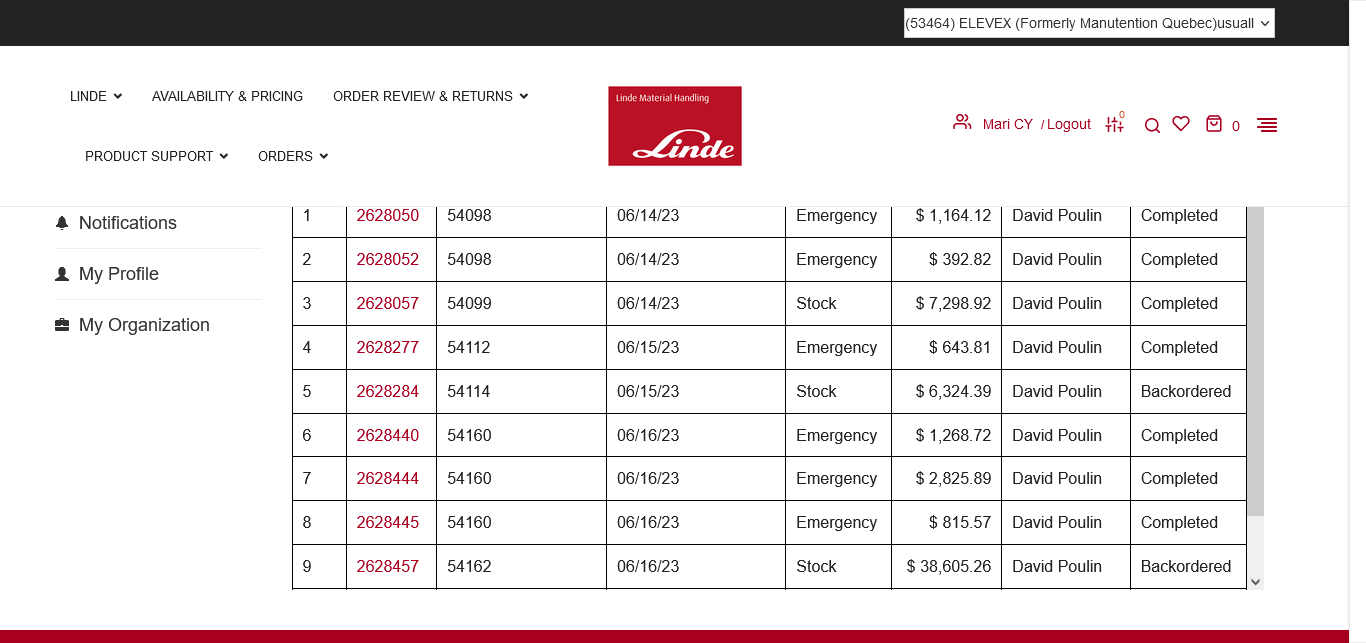 (53464) ELEVEX (Formerly Manutention Quebec)usuall
LINDE AVAILABILITY & PRICING ORDER REVIEW & RETURNS
PRODUCT SUPPORT ORDERS
Linde Material Handling
Linde
Mari CY / Logout 0 0
Notifications
My Profile
My Organization
1 2628050 54098 06/14/23 Emergency $ 1,164.12 David Poulin Completed
2 2628052 54098 06/14/23 Emergency $ 392.82 David Poulin Completed
3 2628057 54099 06/14/23 Stock $ 7,298.92 David Poulin Completed
4 2628277 54112 06/15/23 Emergency $ 643.81 David Poulin Completed
5 2628284 54114 06/15/23 Stock $ 6,324.39 David Poulin Backordered
6 2628440 54160 06/16/23 Emergency $ 1,268.72 David Poulin Completed
7 2628444 54160 06/16/23 Emergency $ 2,825.89 David Poulin Completed
8 2628445 54160 06/16/23 Emergency $ 815.57 David Poulin Completed
9 2628457 54162 06/16/23 Stock $ 38,605.26 David Poulin Backordered